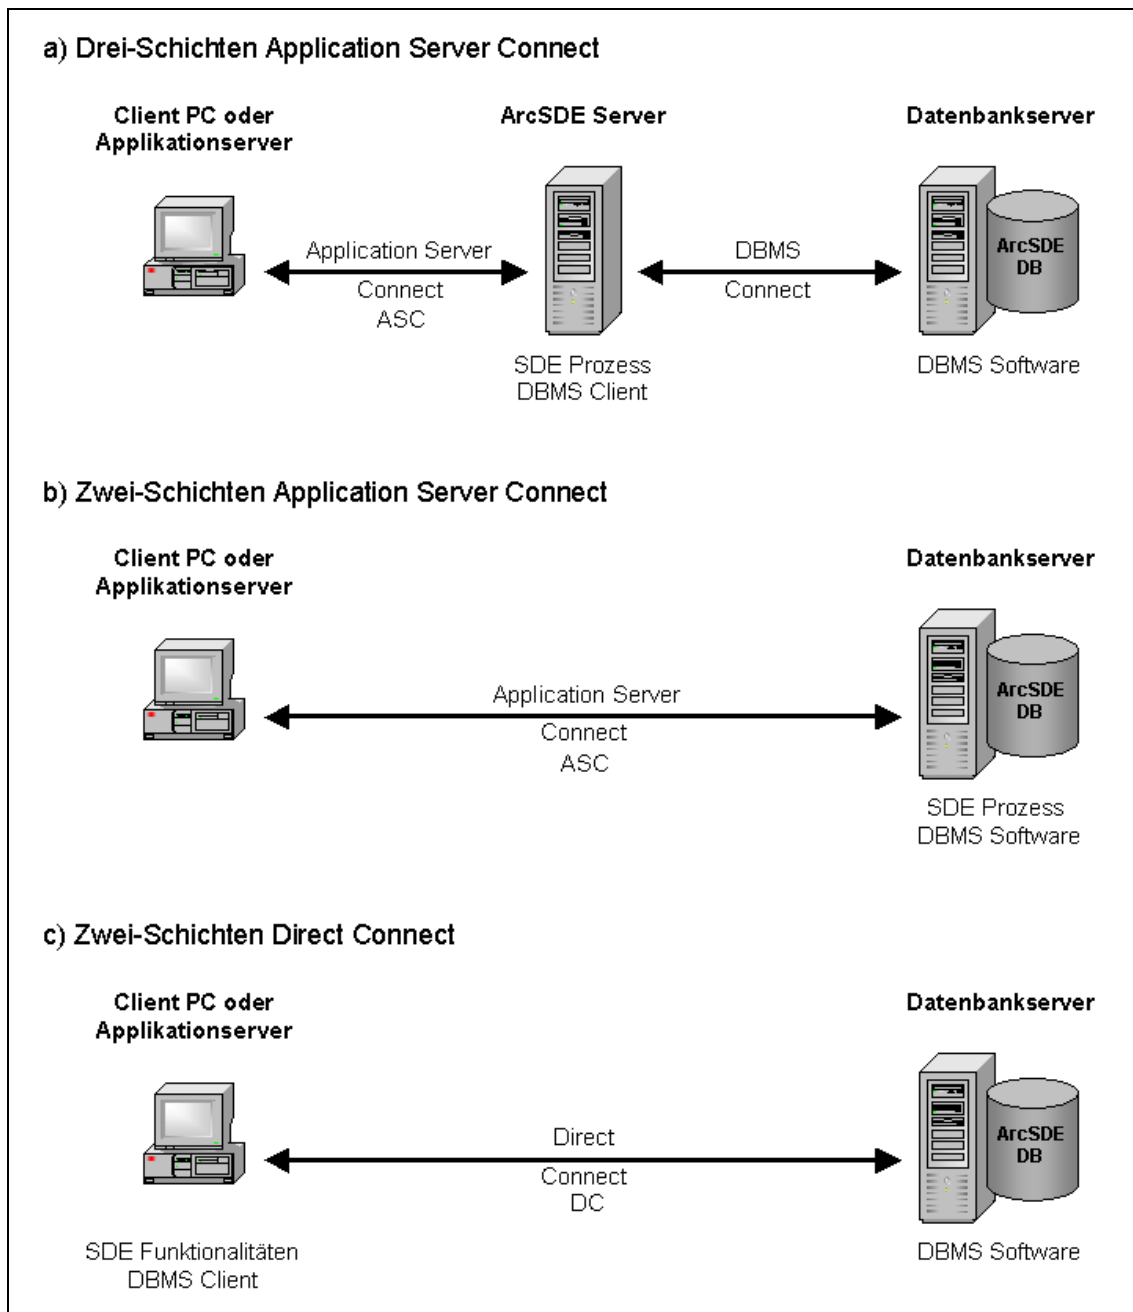 a) Drei-Schichten Application Server Connect
Client PC oder
Applikationserver
ArcSDE Server
Datenbankserver
Application Server
Connect
ASC
DBMS
Connect
ArcSDE
DB
SDE Prozess
DBMS Client
DBMS Software
b) Zwei-Schichten Application Server Connect
Client PC oder
Applikationserver
Datenbankserver
Application Server
Connect
ASC
ArcSDE
DB
SDE Prozess
DBMS Software
c) Zwei-Schichten Direct Connect
Client PC oder
Applikationserver
Datenbankserver
Direct
Connect
DC
ArcSDE
DB
SDE Funktionalitäten
DBMS Client
DBMS Software